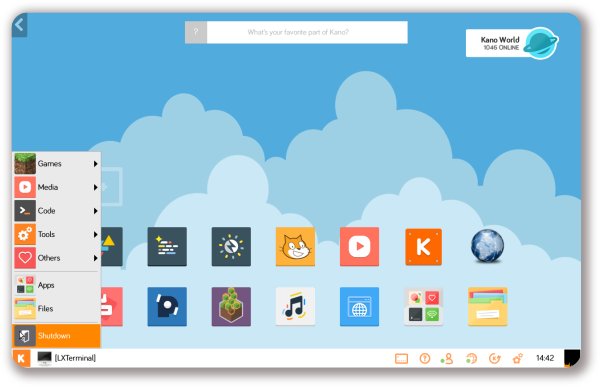 ? What's your favorite part of Kano?
Kano World
1046 ONLINE
Games
Media
Code
Tools
Others
Apps
Files
Shutdown
K
K [LXTerminal] 14:42